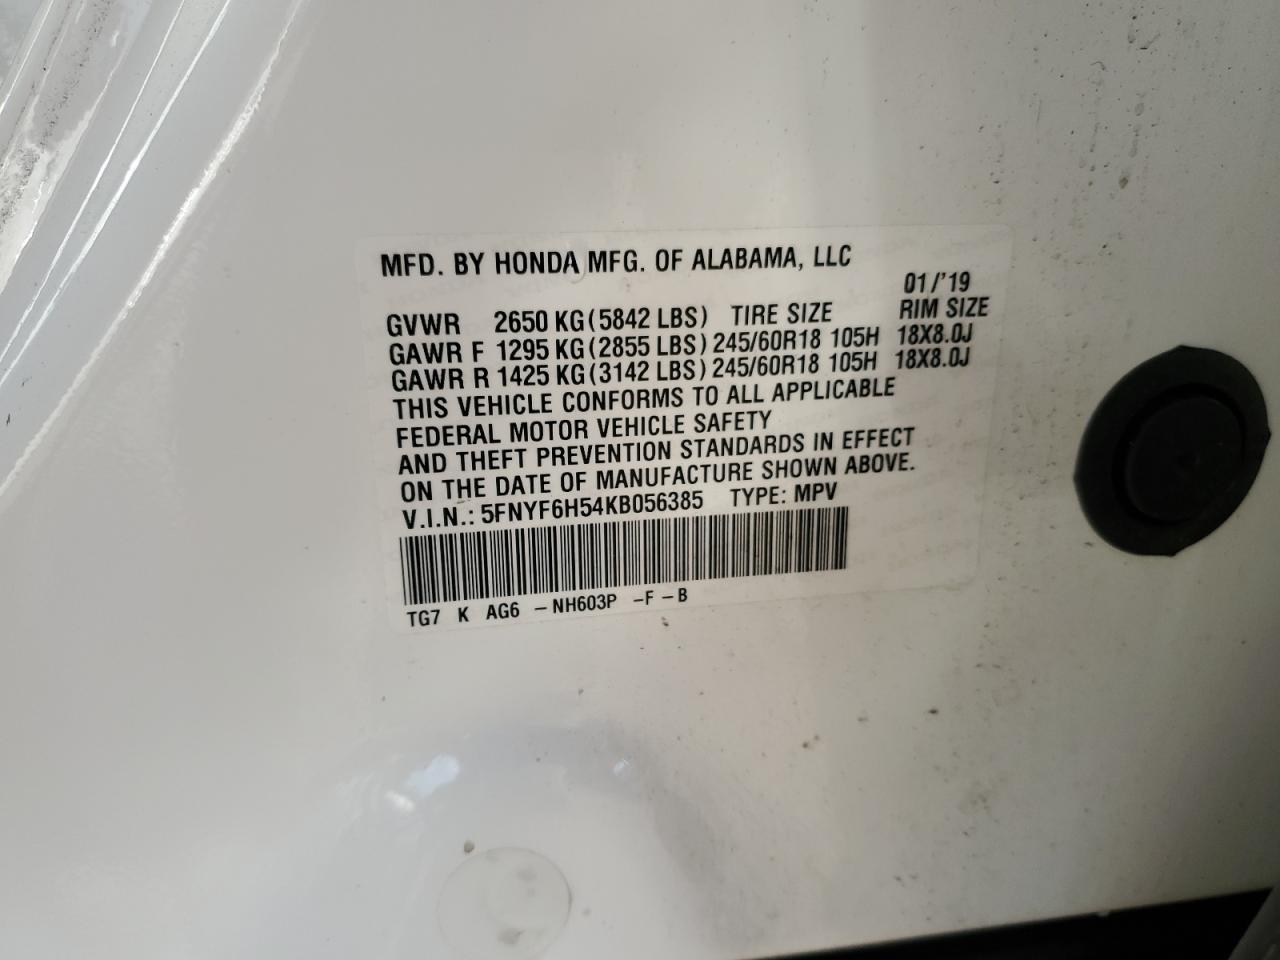 MFD. BY HONDA MFG. OF ALABAMA, LLC
01/'19
GVWR 2650 KG(5842 LBS) TIRE SIZE RIM SIZE
GAWR F 1295 KG(2855 LBS) 245/60R18 105H 18X8.0J
GAWR R 1425 KG(3142 LBS) 245/60R18 105H 18X8.0J
THIS VEHICLE CONFORMS TO ALL APPLICABLE
FEDERAL MOTOR VEHICLE SAFETY
AND THEFT PREVENTION STANDARDS IN EFFECT
ON THE DATE OF MANUFACTURE SHOWN ABOVE.
V.I.N.: 5FNYF6H54KB056385 TYPE: MPV
TG7 K AG6 -NH603P -F-B